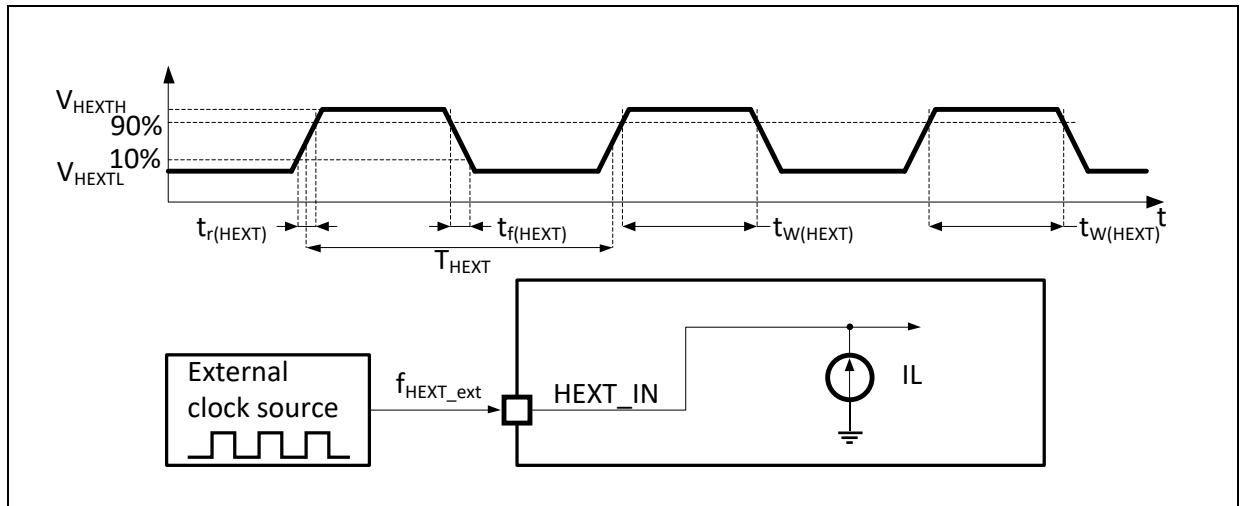 V_HEXTH
90%
10%
V_HEXTL
t
t_r(HEXT)
t_f(HEXT)
t_W(HEXT)
t_W(HEXT)
T_HEXT
External
clock source
f_HEXT_ext
HEXT_IN
IL